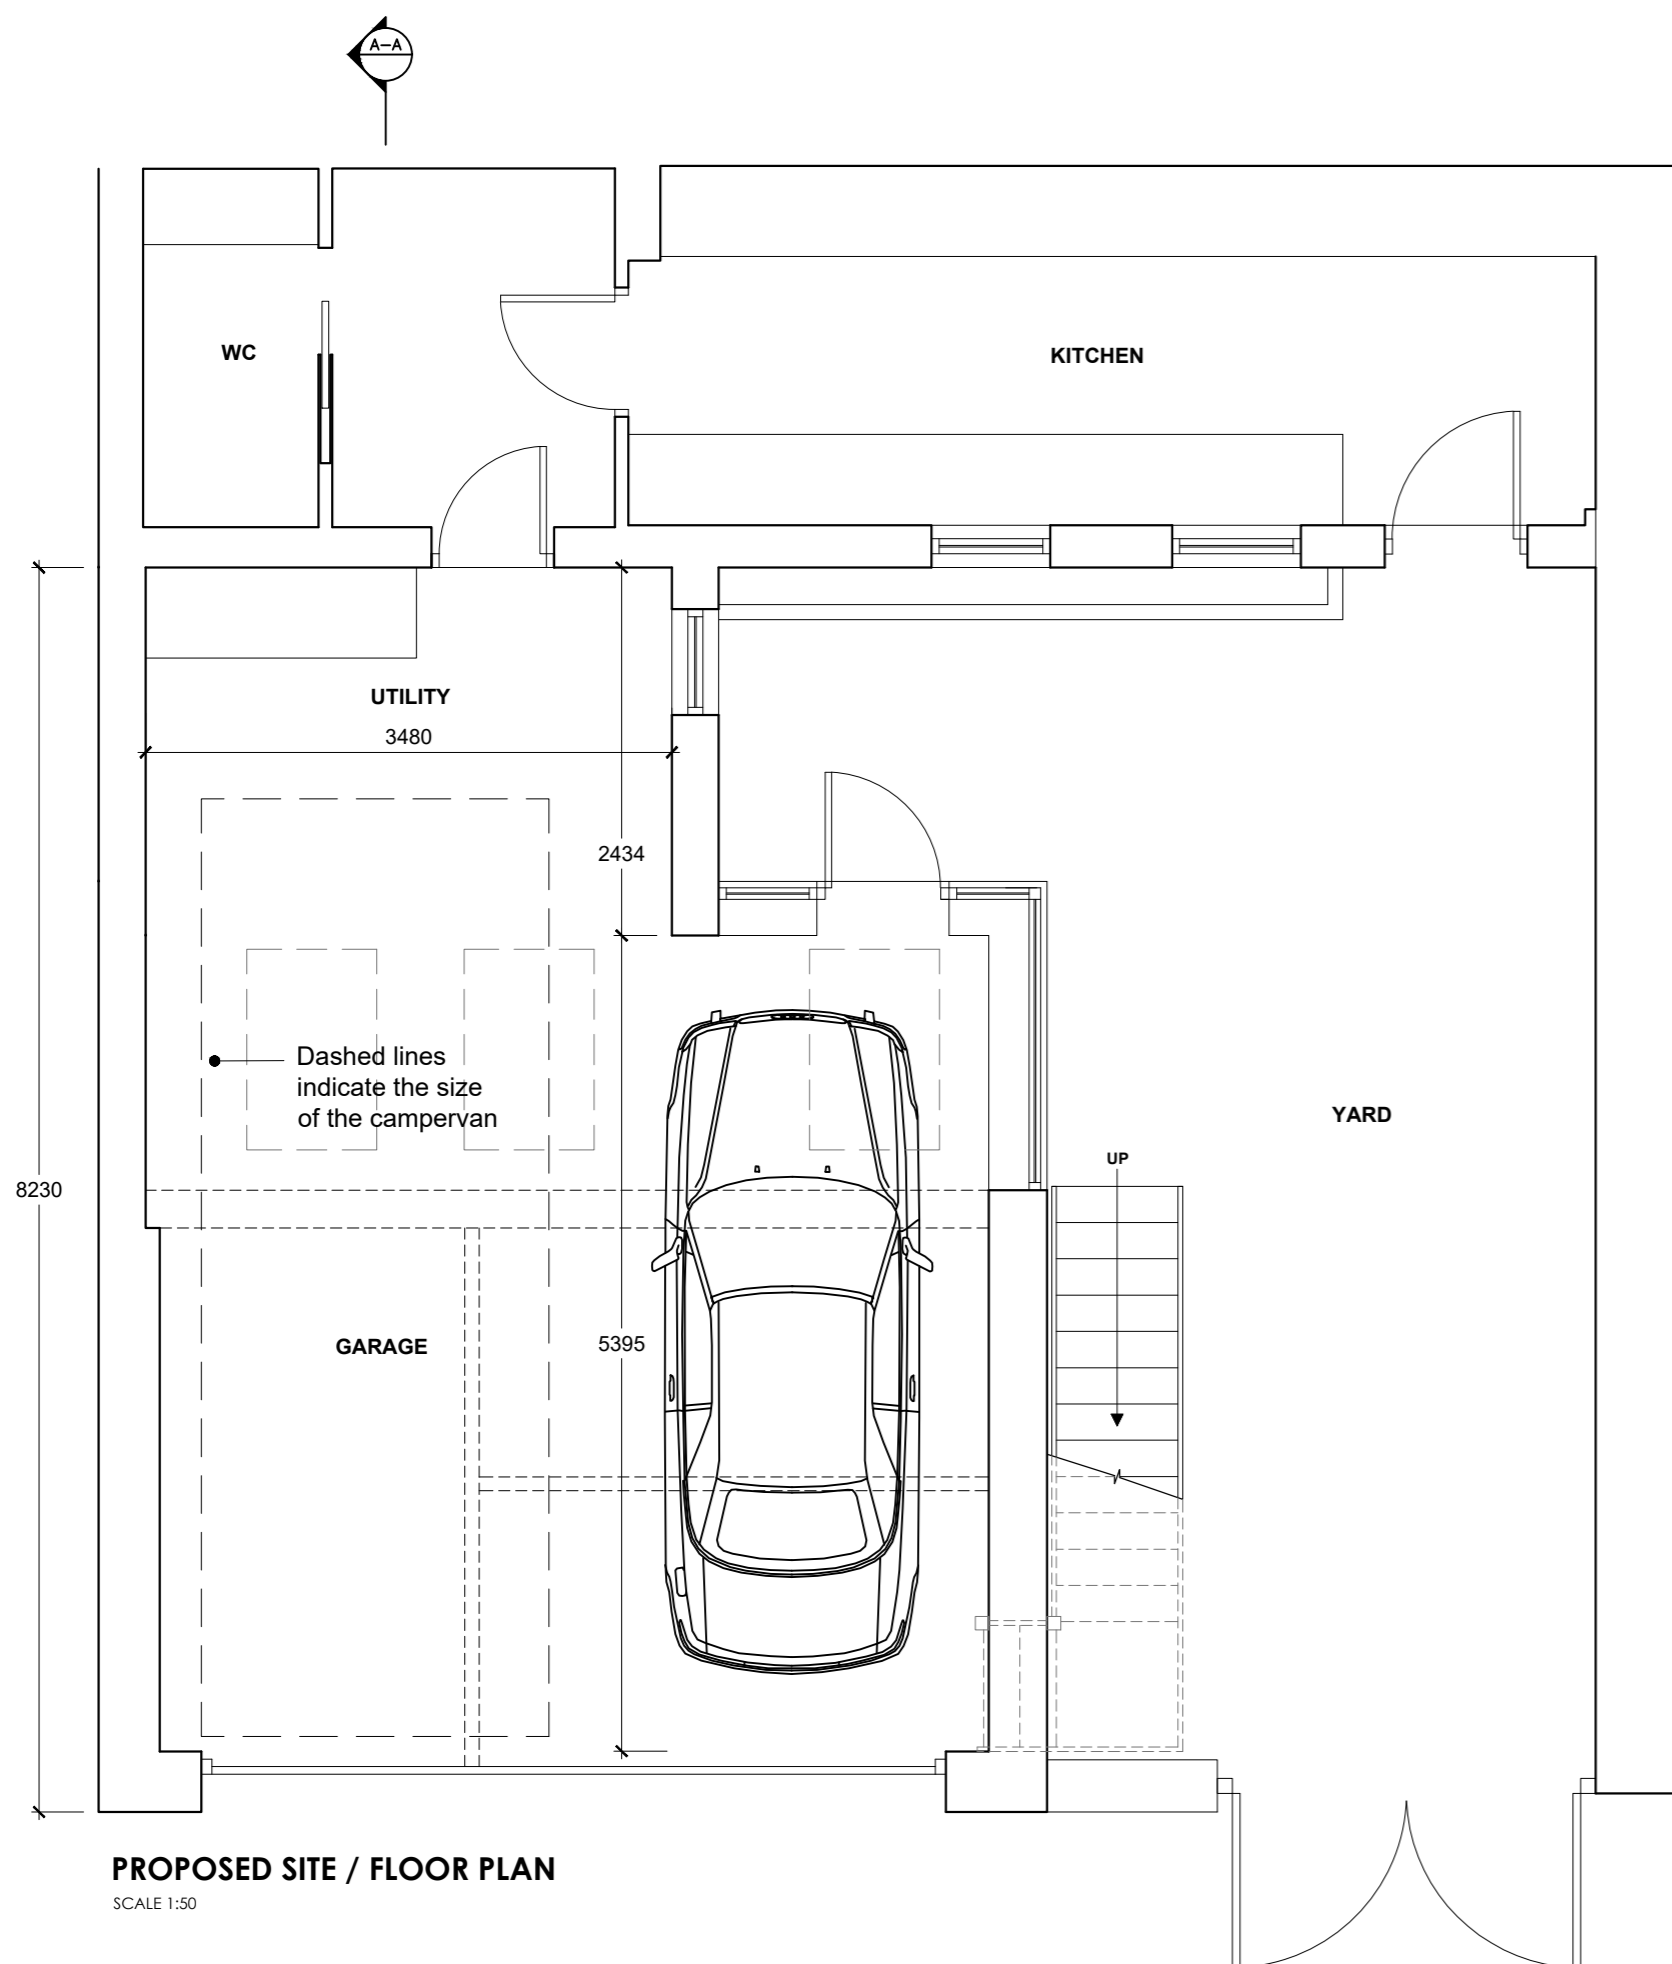 A–A
WC
KITCHEN
UTILITY
3480
2434
Dashed lines
indicate the size
of the campervan
YARD
UP
8230
GARAGE
5395
PROPOSED SITE / FLOOR PLAN
SCALE 1:50